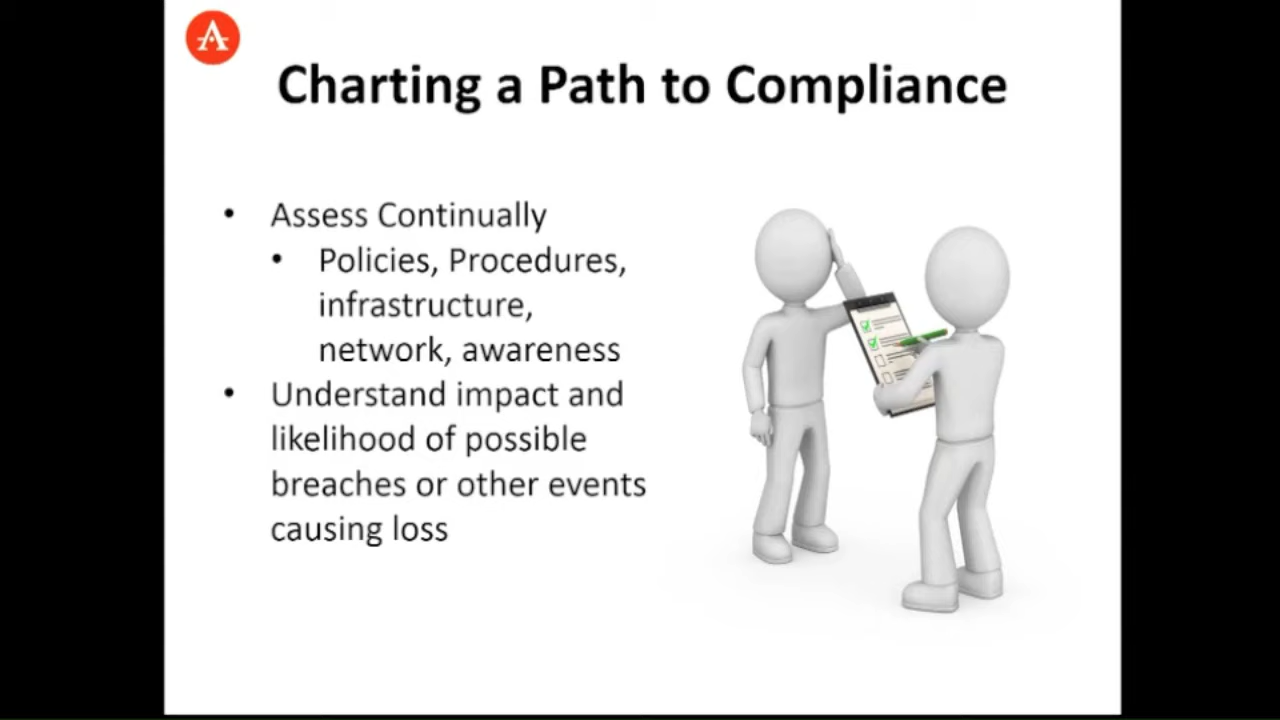 Charting a Path to Compliance
• Assess Continually
• Policies, Procedures,
infrastructure,
network, awareness
• Understand impact and
likelihood of possible
breaches or other events
causing loss